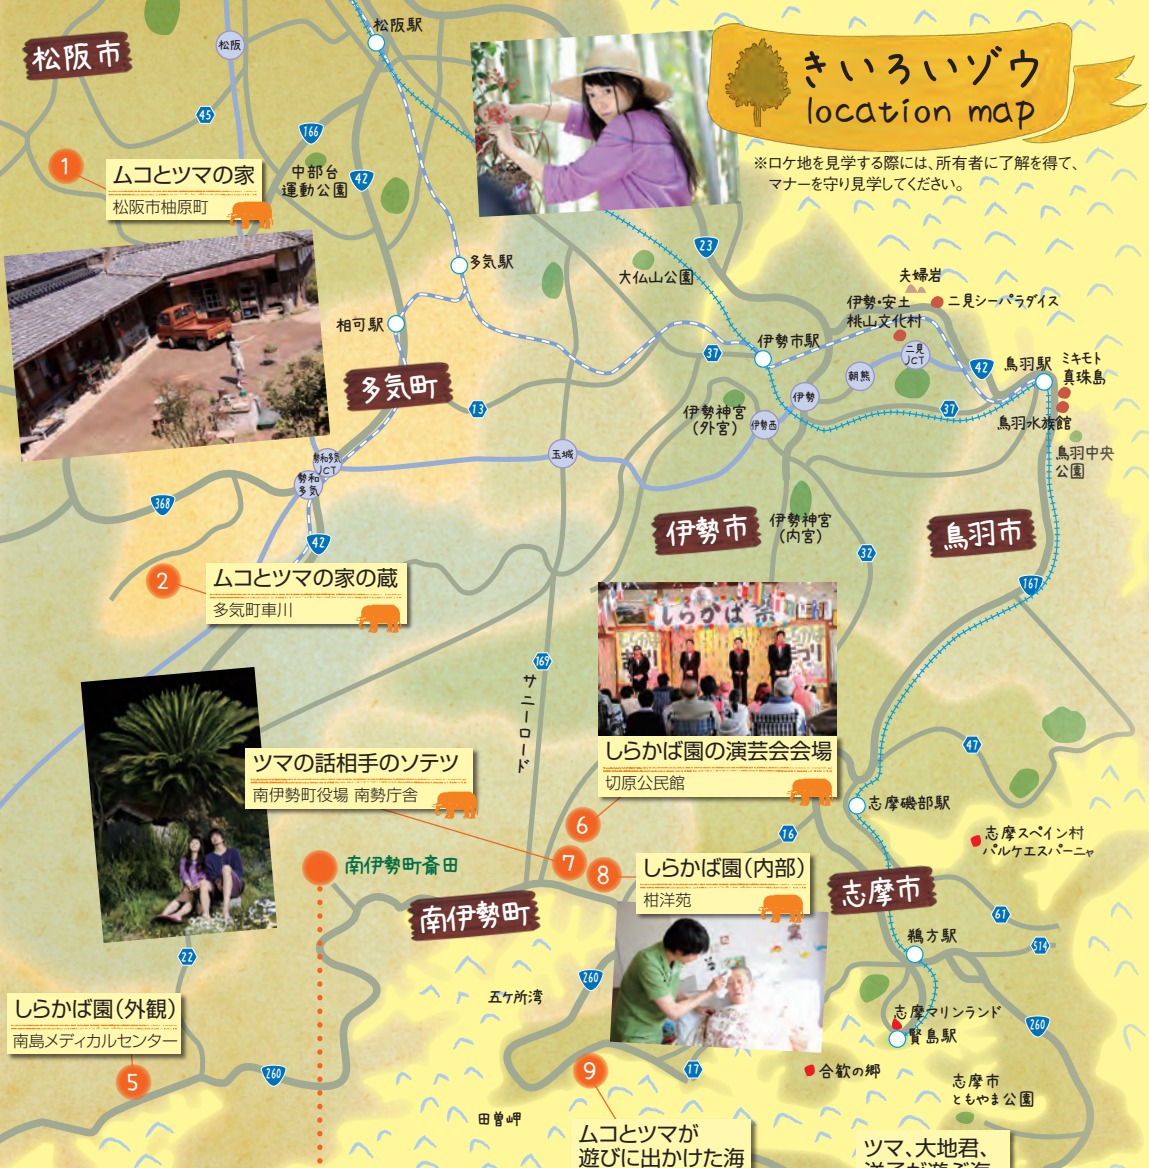 きいろいゾウ
location map
※ロケ地を見学する際には、所有者に了解を得て、
マナーを守り見学してください。
松阪市
松阪
松阪駅
45
166
42
中部台
運動公園
1
ムコとツマの家
松阪市柚原町
多気駅
相可駅
多気町
13
23
大仏山公園
夫婦岩
伊勢・安土
桃山文化村
二見シーパラダイス
伊勢市駅
37
二見
JCT
朝熊
伊勢
伊勢西
42
鳥羽駅
ミキモト
真珠島
37
鳥羽水族館
鳥羽中央
公園
伊勢神宮
(外宮)
勢和多気
JCT
勢和
多気
玉城
368
42
伊勢市
伊勢神宮
(内宮)
鳥羽市
32
167
2
ムコとツマの家の蔵
多気町車川
しらかば祭
169
サニーロード
ツマの話相手のソテツ
南伊勢町役場 南勢庁舎
しらかば園の演芸会会場
切原公民館
47
6
7
8
16
志摩磯部駅
志摩スペイン村
パルケエスパーニャ
南伊勢町斎田
しらかば園(内部)
柑洋苑
志摩市
南伊勢町
61
514
鵜方駅
22
260
五ケ所湾
しらかば園(外観)
南島メディカルセンター
5
260
志摩マリンランド
賢島駅
260
9
17
合歓の郷
志摩市
ともやま公園
田曽岬
ムコとツマが
遊びに出かけた海
ツマ、大地君、
洋子が遊ぶ海